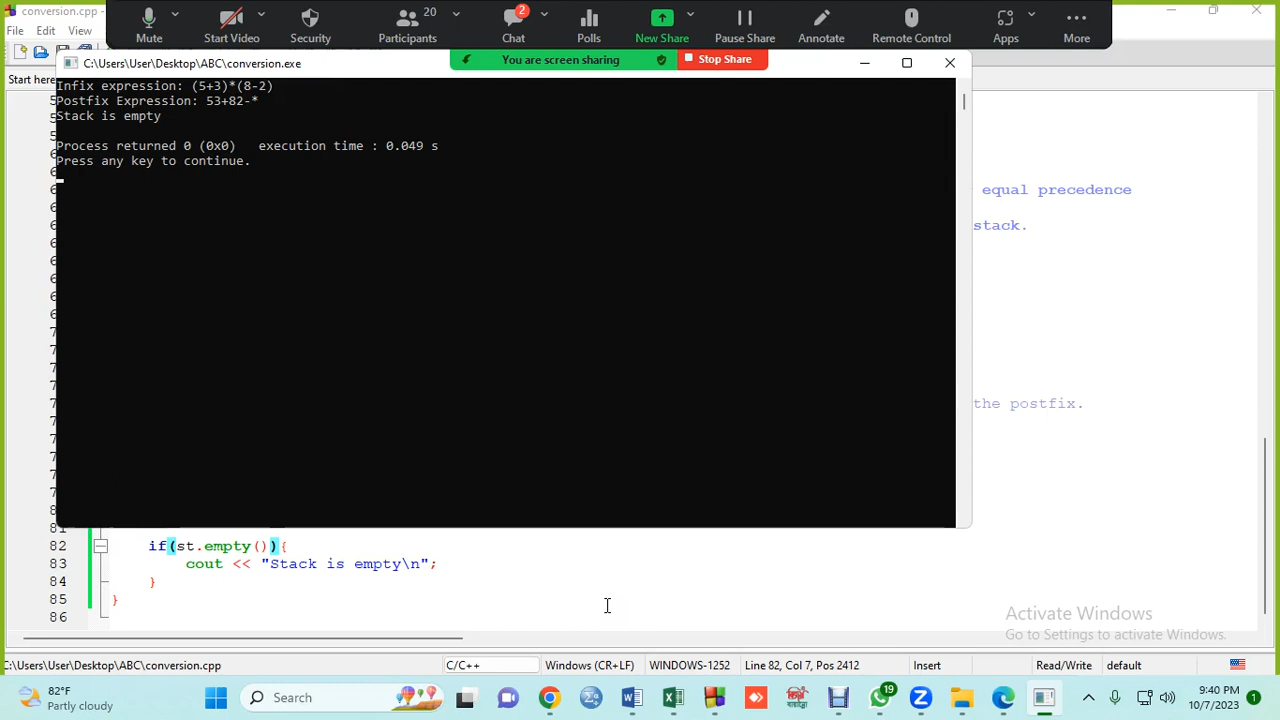 conversion.cpp -
File Edit View
Mute
Start Video
Security
20
Participants
2
Chat
Polls
New Share
Pause Share
Annotate
Remote Control
Apps
More
You are screen sharing
Stop Share
Start here
C:\Users\User\Desktop\ABC\conversion.exe
Infix expression: (5+3)*(8-2)
Postfix Expression: 53+82-*
Stack is empty
Process returned 0 (0x0)   execution time : 0.049 s
Press any key to continue.
equal precedence
stack.
the postfix.
81
82 if(st.empty()){
83 cout << "Stack is empty\n";
84 }
85 }
86
Activate Windows
Go to Settings to activate Windows.
C:\Users\User\Desktop\ABC\conversion.cpp C/C++ Windows (CR+LF) WINDOWS-1252 Line 82, Col 7, Pos 2412 Insert Read/Write default
82°F
Partly cloudy
Search
19
9:40 PM
10/7/2023
1